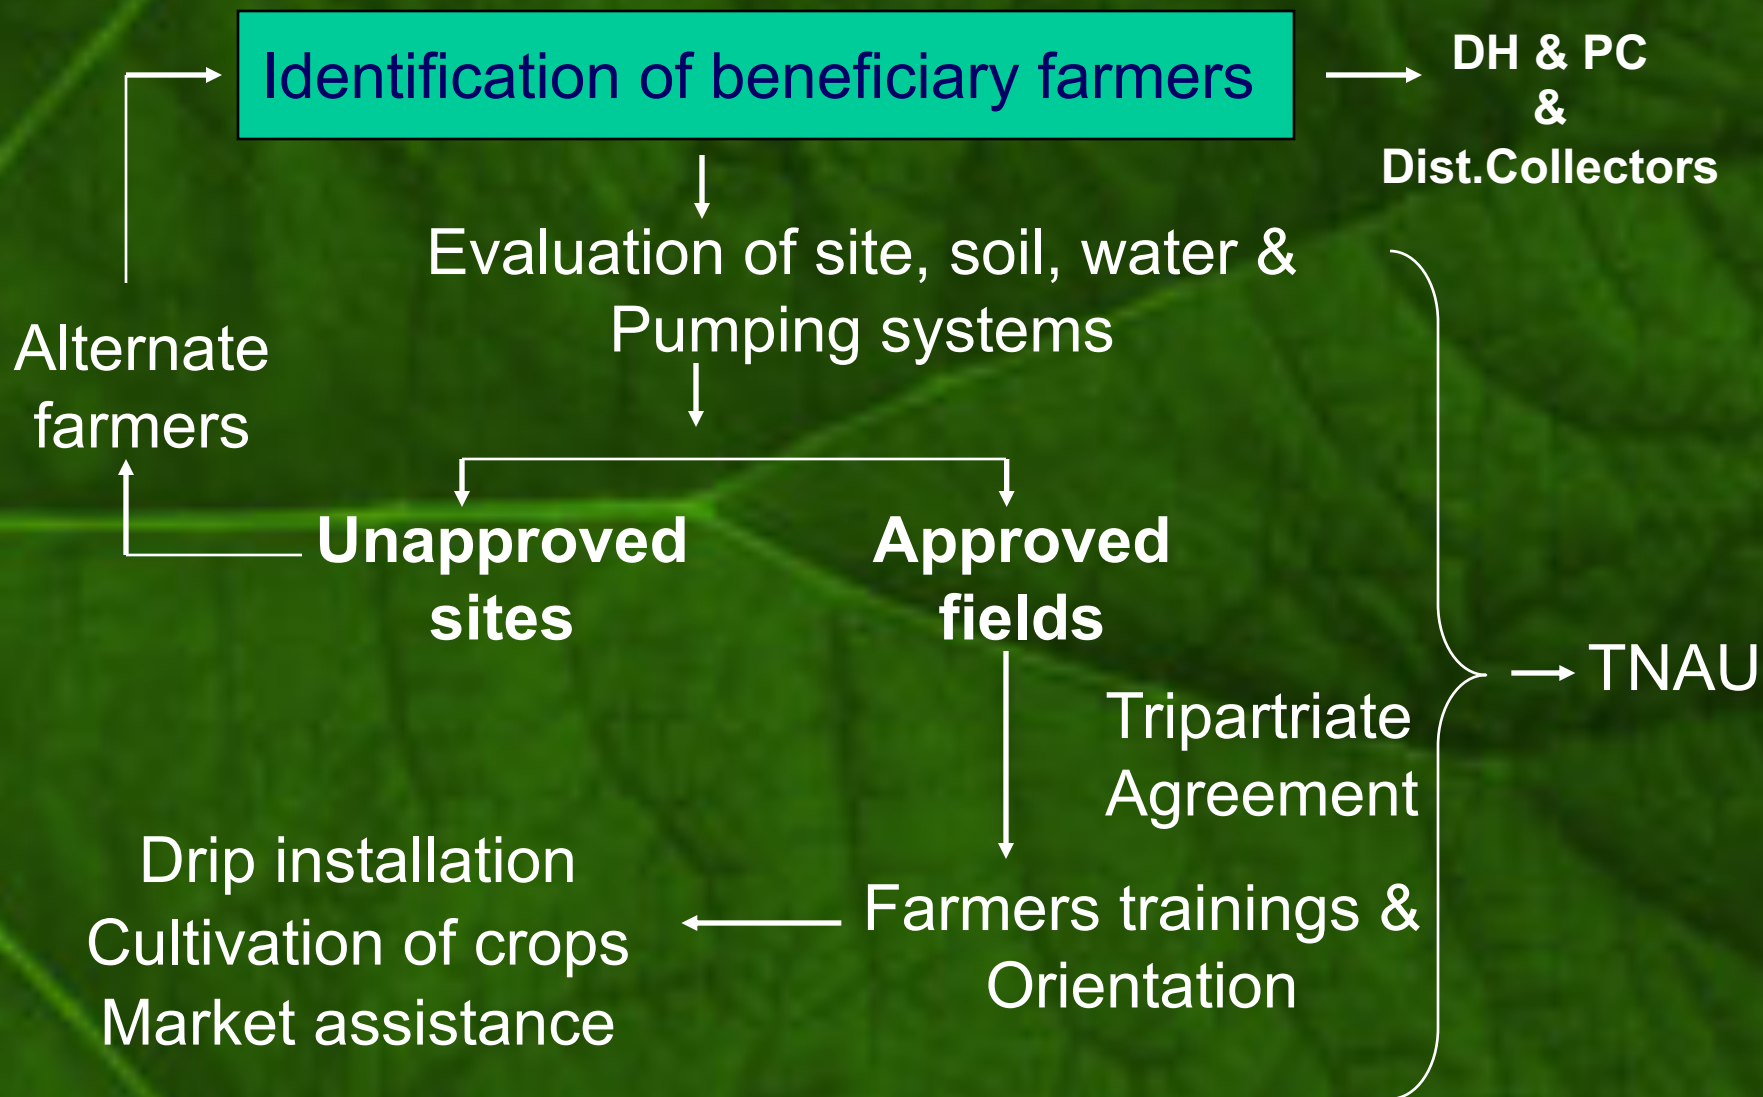 Identification of beneficiary farmers
DH & PC
&
Dist.Collectors
Evaluation of site, soil, water &
Pumping systems
Alternate
farmers
Unapproved
sites
Approved
fields
TNAU
Tripartriate
Agreement
Farmers trainings &
Orientation
Drip installation
Cultivation of crops
Market assistance